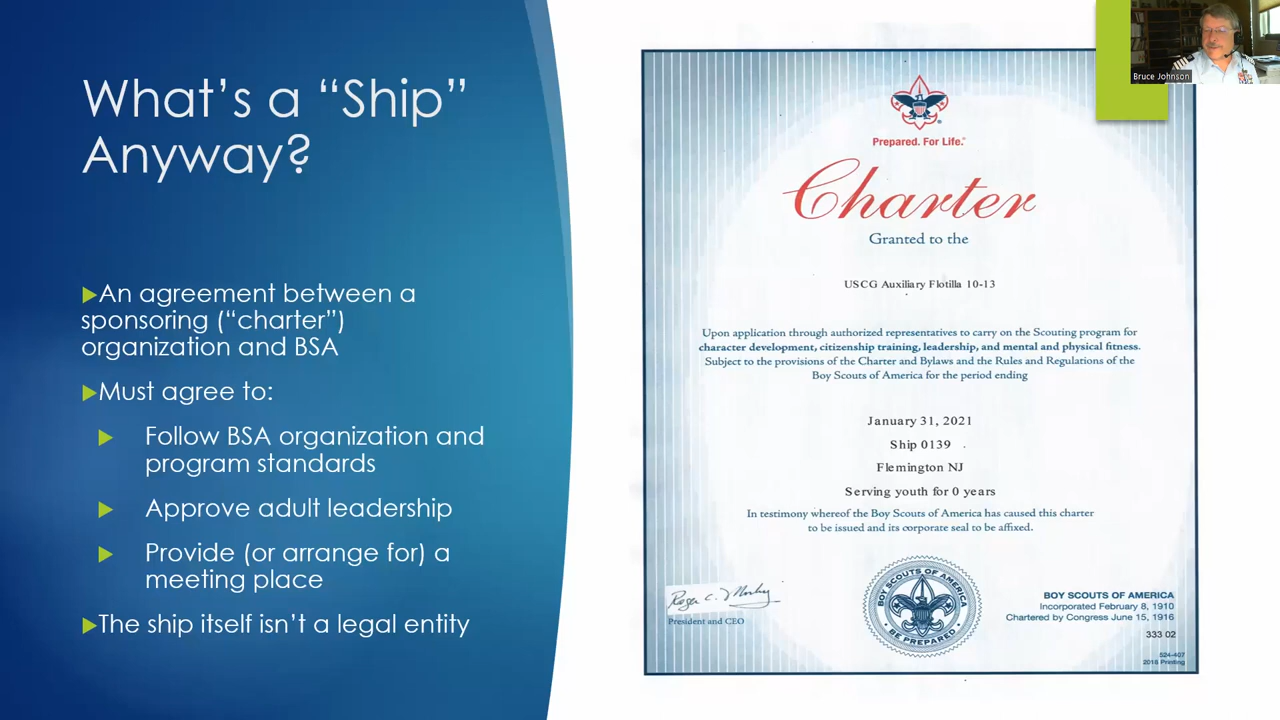 What's a “Ship”
Anyway?
An agreement between a
sponsoring (“charter”)
organization and BSA
Must agree to:
Follow BSA organization and
program standards
Approve adult leadership
Provide (or arrange for) a
meeting place
The ship itself isn't a legal entity
Prepared. For Life.™
Charter
Granted to the
USCG Auxiliary Flotilla 10-13
Upon application through authorized representatives to carry on the Scouting program for
character development, citizenship training, leadership, and mental and physical fitness.
Subject to the provisions of the Charter and Bylaws and the Rules and Regulations of the
Boy Scouts of America for the period ending
January 31, 2021
Ship 0139
Flemington NJ
Serving youth for 0 years
In testimony whereof the Boy Scouts of America has caused this charter
to be issued and its corporate seal to be affixed.
President and CEO
BOY SCOUTS OF AMERICA
BE PREPARED
BOY SCOUTS OF AMERICA
Incorporated February 8, 1910
Chartered by Congress June 15, 1916
333 02
524-407
2018 Printing
Bruce Johnson